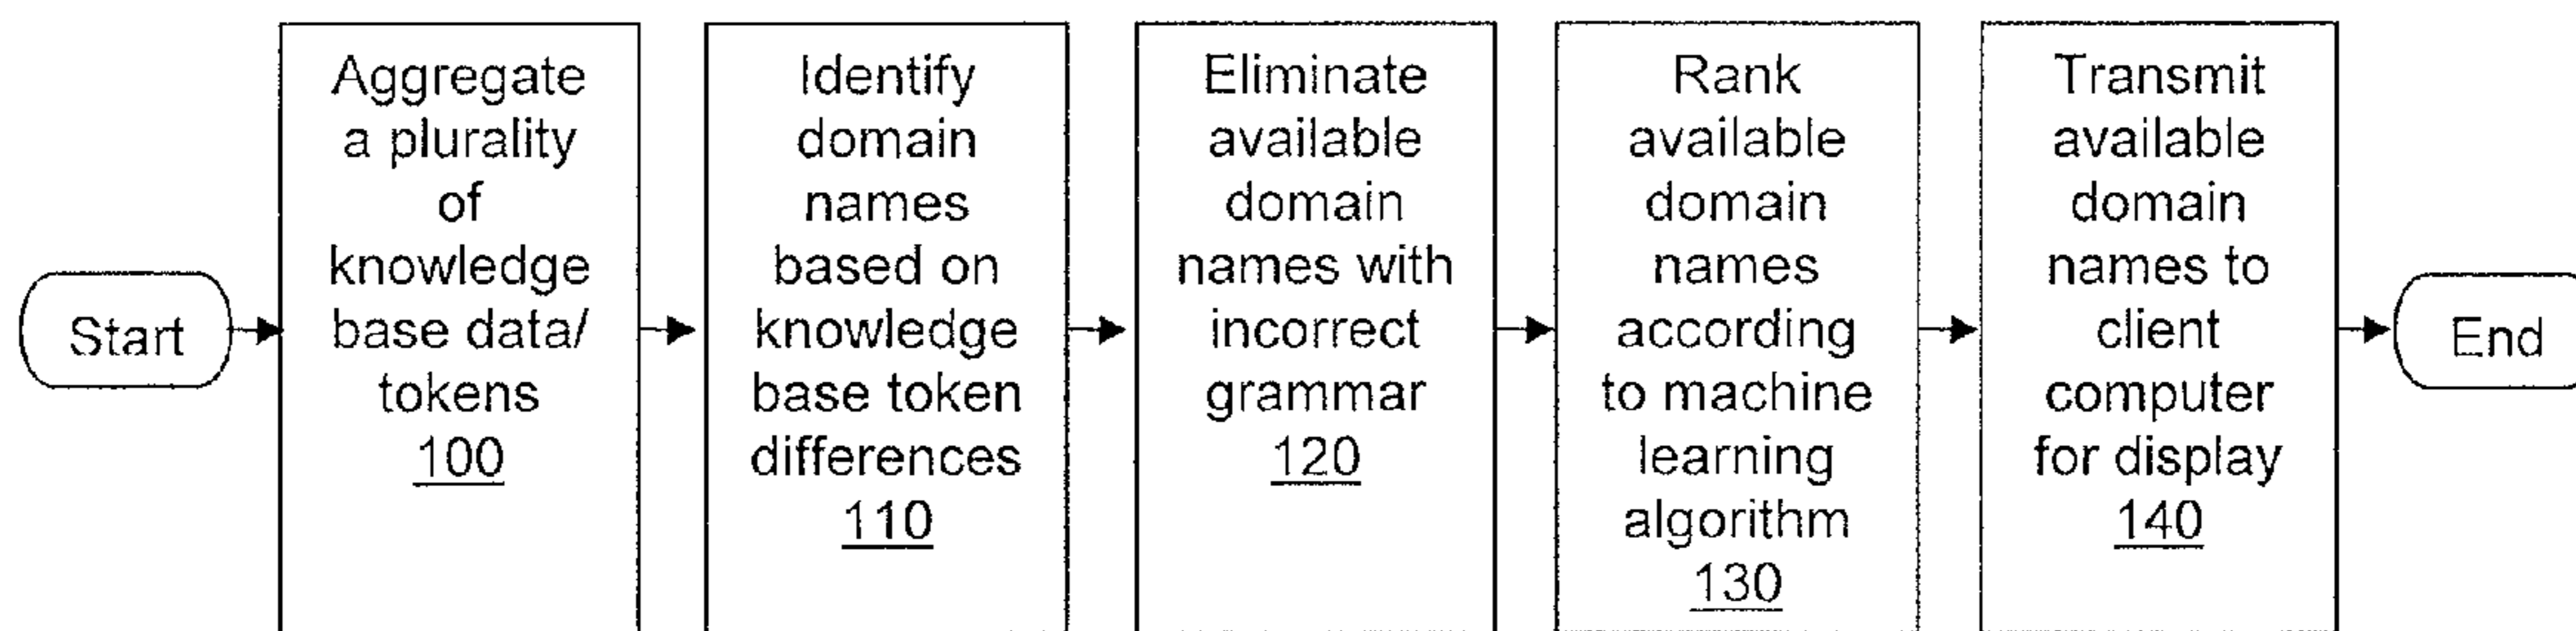 Start
Aggregate
a plurality
of
knowledge
base data/
tokens
100
Identify
domain
names
based on
knowledge
base token
differences
110
Eliminate
available
domain
names with
incorrect
grammar
120
Rank
available
domain
names
according
to machine
learning
algorithm
130
Transmit
available
domain
names to
client
computer
for display
140
End